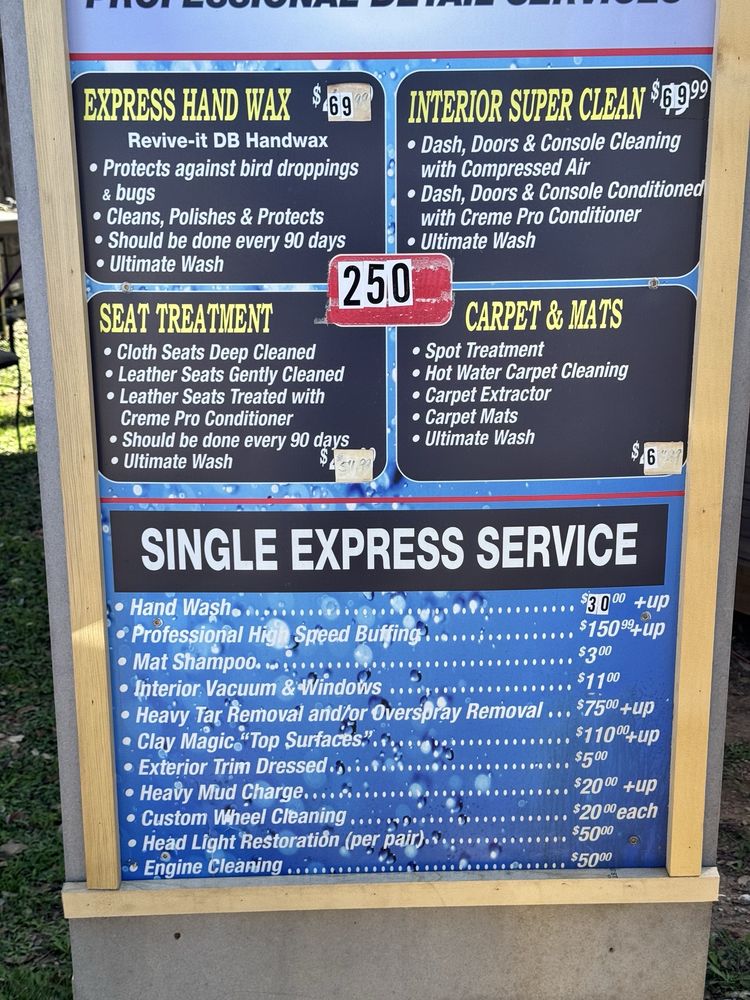 PROFESSIONAL DETAIL SERVICES
EXPRESS HAND WAX $69.99
Revive-it DB Handwax
• Protects against bird droppings
& bugs
• Cleans, Polishes & Protects
• Should be done every 90 days
• Ultimate Wash
INTERIOR SUPER CLEAN $69.99
• Dash, Doors & Console Cleaning
with Compressed Air
• Dash, Doors & Console Conditioned
with Creme Pro Conditioner
• Ultimate Wash
250
SEAT TREATMENT
• Cloth Seats Deep Cleaned
• Leather Seats Gently Cleaned
• Leather Seats Treated with
Creme Pro Conditioner
• Should be done every 90 days
• Ultimate Wash $
CARPET & MATS
• Spot Treatment
• Hot Water Carpet Cleaning
• Carpet Extractor
• Carpet Mats
• Ultimate Wash
$6
SINGLE EXPRESS SERVICE
• Hand Wash $30.00 +up
• Professional High Speed Buffing $150.99+up
• Mat Shampoo $3.00
• Interior Vacuum & Windows $11.00
• Heavy Tar Removal and/or Overspray Removal $75.00+up
• Clay Magic "Top Surfaces" $110.00+up
• Exterior Trim Dressed $5.00
• Heavy Mud Charge $20.00 +up
• Custom Wheel Cleaning $20.00 each
• Head Light Restoration (per pair) $50.00
• Engine Cleaning $50.00